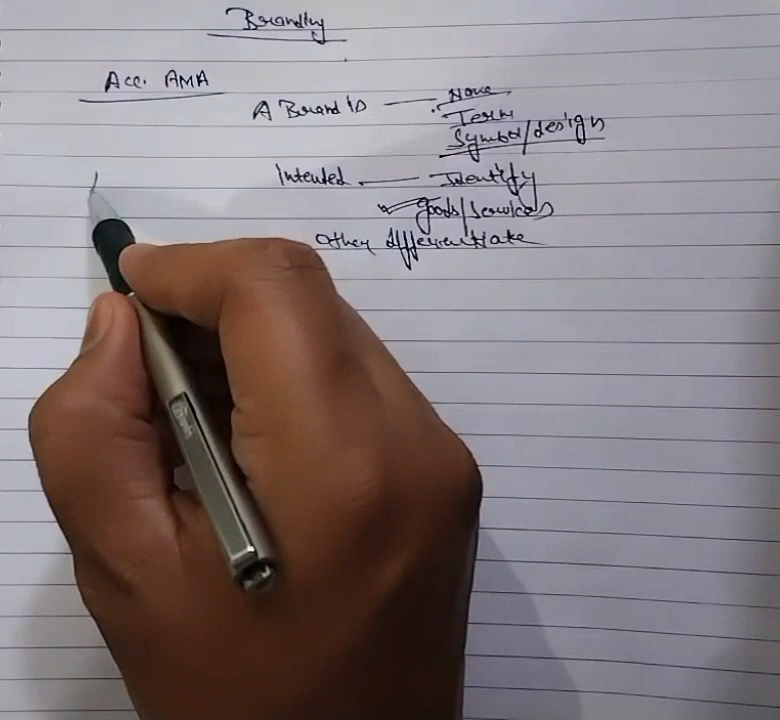 Branding
Acc. AMA
A Brand is — Name
Term
Symbol/design
Intended — Identify
Goods/Services
Other differentiate